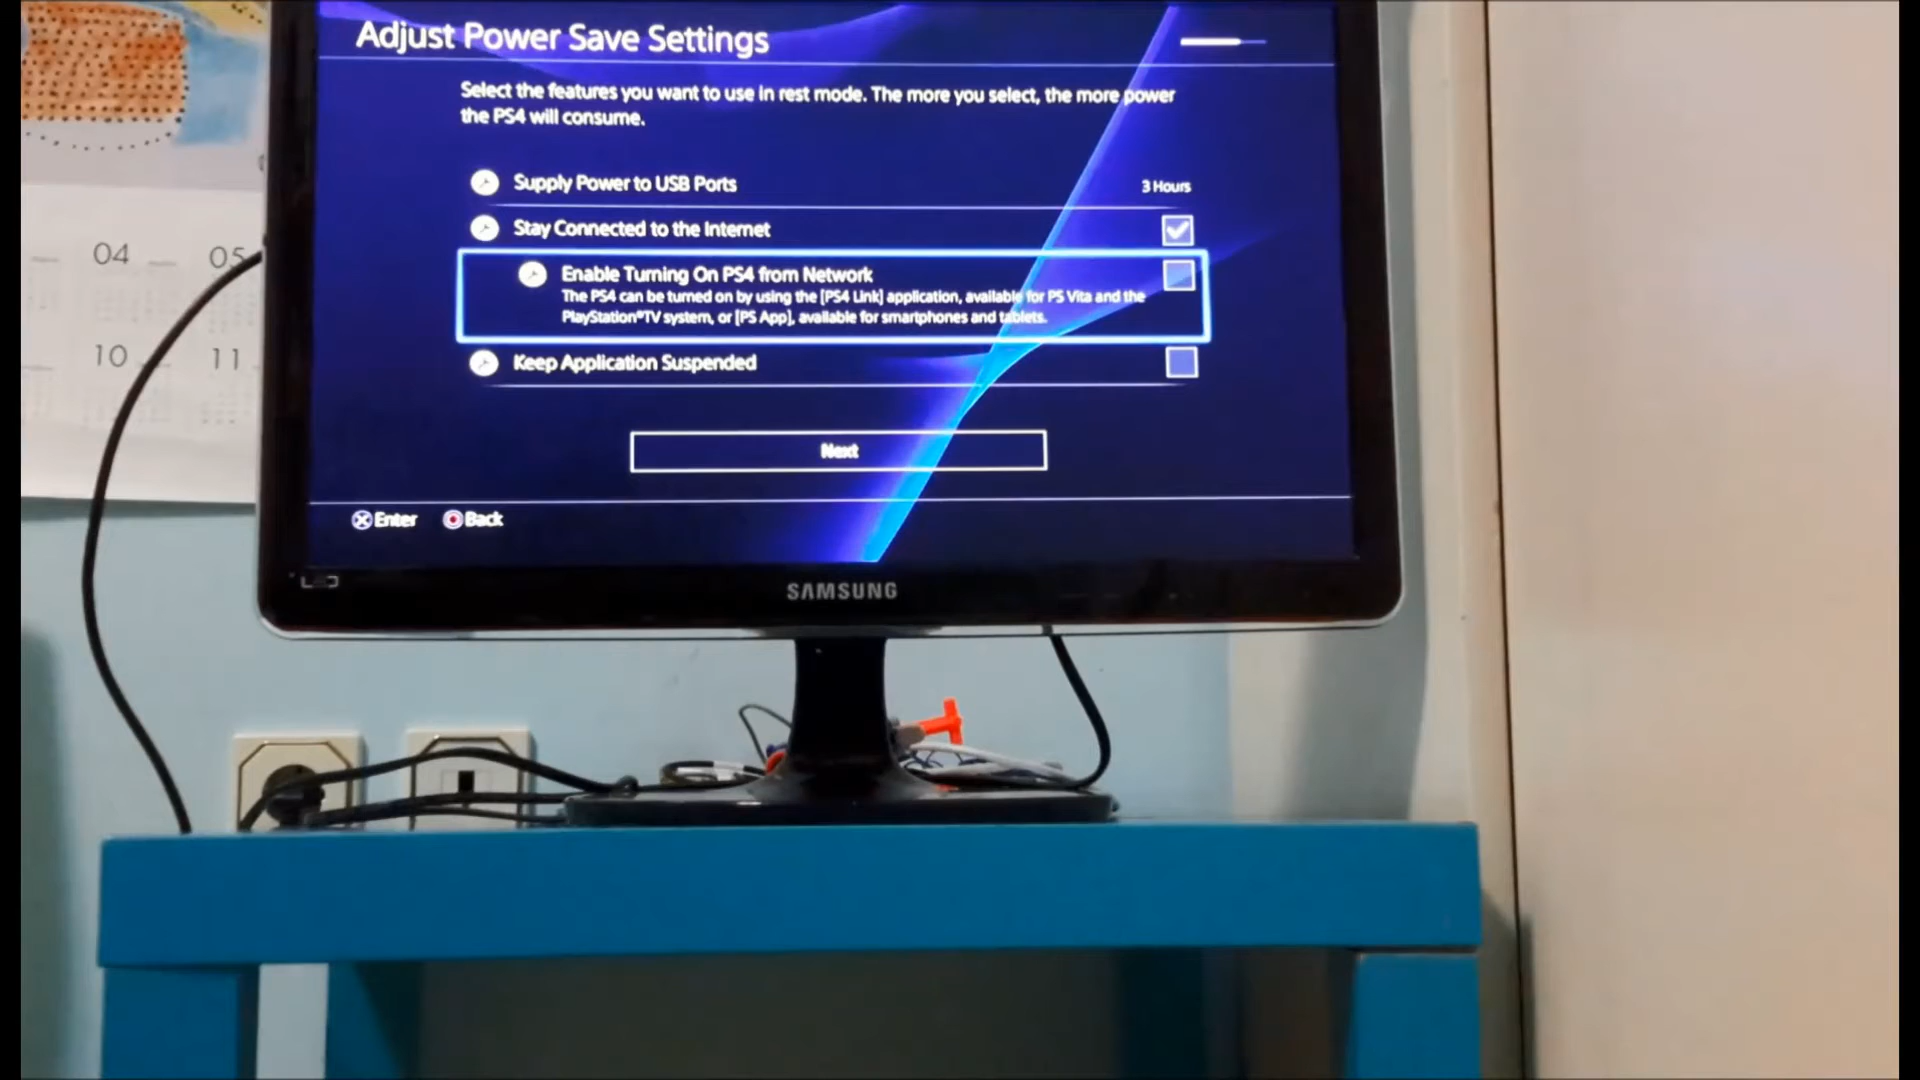 Adjust Power Save Settings
Select the features you want to use in rest mode. The more you select, the more power
the PS4 will consume.
Supply Power to USB Ports 3 Hours
Stay Connected to the Internet
Enable Turning On PS4 from Network
The PS4 can be turned on by using the [PS4 Link] application, available for PS Vita and the
PlayStation®TV system, or [PS App], available for smartphones and tablets.
Keep Application Suspended
Next
Enter Back
LED
SAMSUNG
04 05
10 11